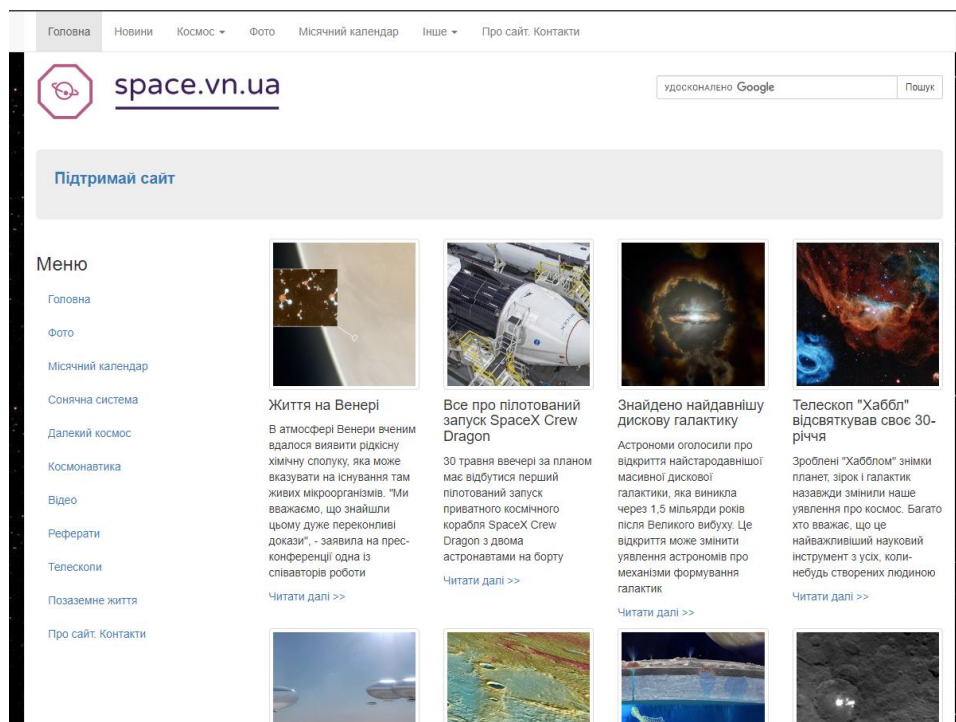 Головна Новини Космос Фото Місячний календар Інше Про сайт. Контакти
space.vn.ua
УДОСКОНАЛЕНО Google Пошук
Підтримай сайт
Меню
Головна
Фото
Місячний календар
Сонячна система
Далекий космос
Космонавтика
Відео
Реферати
Телескопи
Позаземне життя
Про сайт. Контакти
Життя на Венері
В атмосфері Венери вченим
вдалося виявити рідкісну
хімічну сполуку, яка може
вказувати на існування там
живих мікроорганізмів. "Ми
вважаємо, що знайшли
цьому дуже переконливі
докази", - заявила на прес-
конференції одна із
співавторів роботи
Читати далі >>
Все про пілотований
запуск SpaceX Crew
Dragon
30 травня ввечері за планом
має відбутися перший
пілотований запуск
приватного космічного
корабля SpaceX Crew
Dragon з двома
астронавтами на борту
Читати далі >>
Знайдено найдавнішу
дискову галактику
Астрономи оголосили про
відкриття найстародавнішої
масивної дискової
галактики, яка виникла
через 1,5 мільярди років
після Великого вибуху. Це
відкриття може змінити
уявлення астрономів про
механізми формування
галактик
Читати далі >>
Телескоп "Хаббл"
відсвяткував своє 30-
річчя
Зроблені "Хабблом" знімки
планет, зірок і галактик
назавжди змінили наше
уявлення про космос. Багато
хто вважає, що це
найважливіший науковий
інструмент з усіх, коли-
небудь створених людиною
Читати далі >>